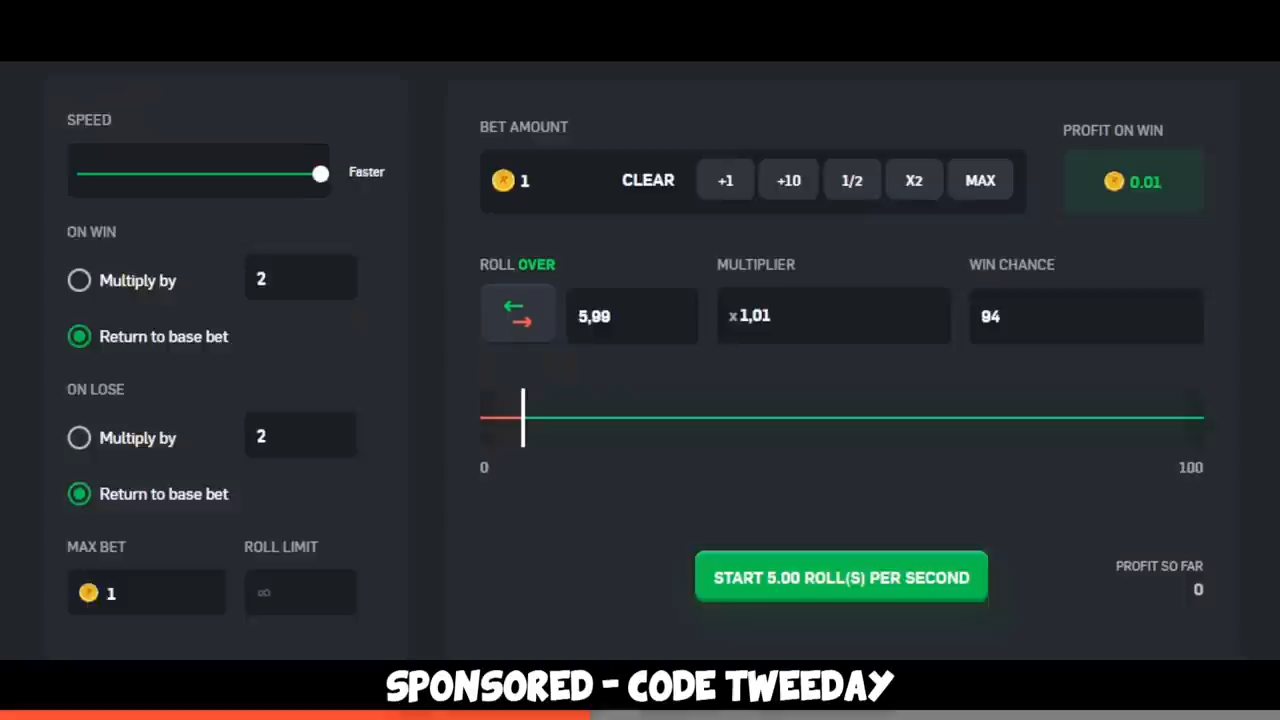 SPEED
Faster
ON WIN
Multiply by
2
Return to base bet
ON LOSE
Multiply by
2
Return to base bet
MAX BET
ROLL LIMIT
1
∞
BET AMOUNT
1
CLEAR
+1
+10
1/2
X2
MAX
PROFIT ON WIN
0.01
ROLL OVER
5,99
MULTIPLIER
x 1,01
WIN CHANCE
94
0
100
START 5.00 ROLL(S) PER SECOND
PROFIT SO FAR
0
SPONSORED - CODE TWEEDAY